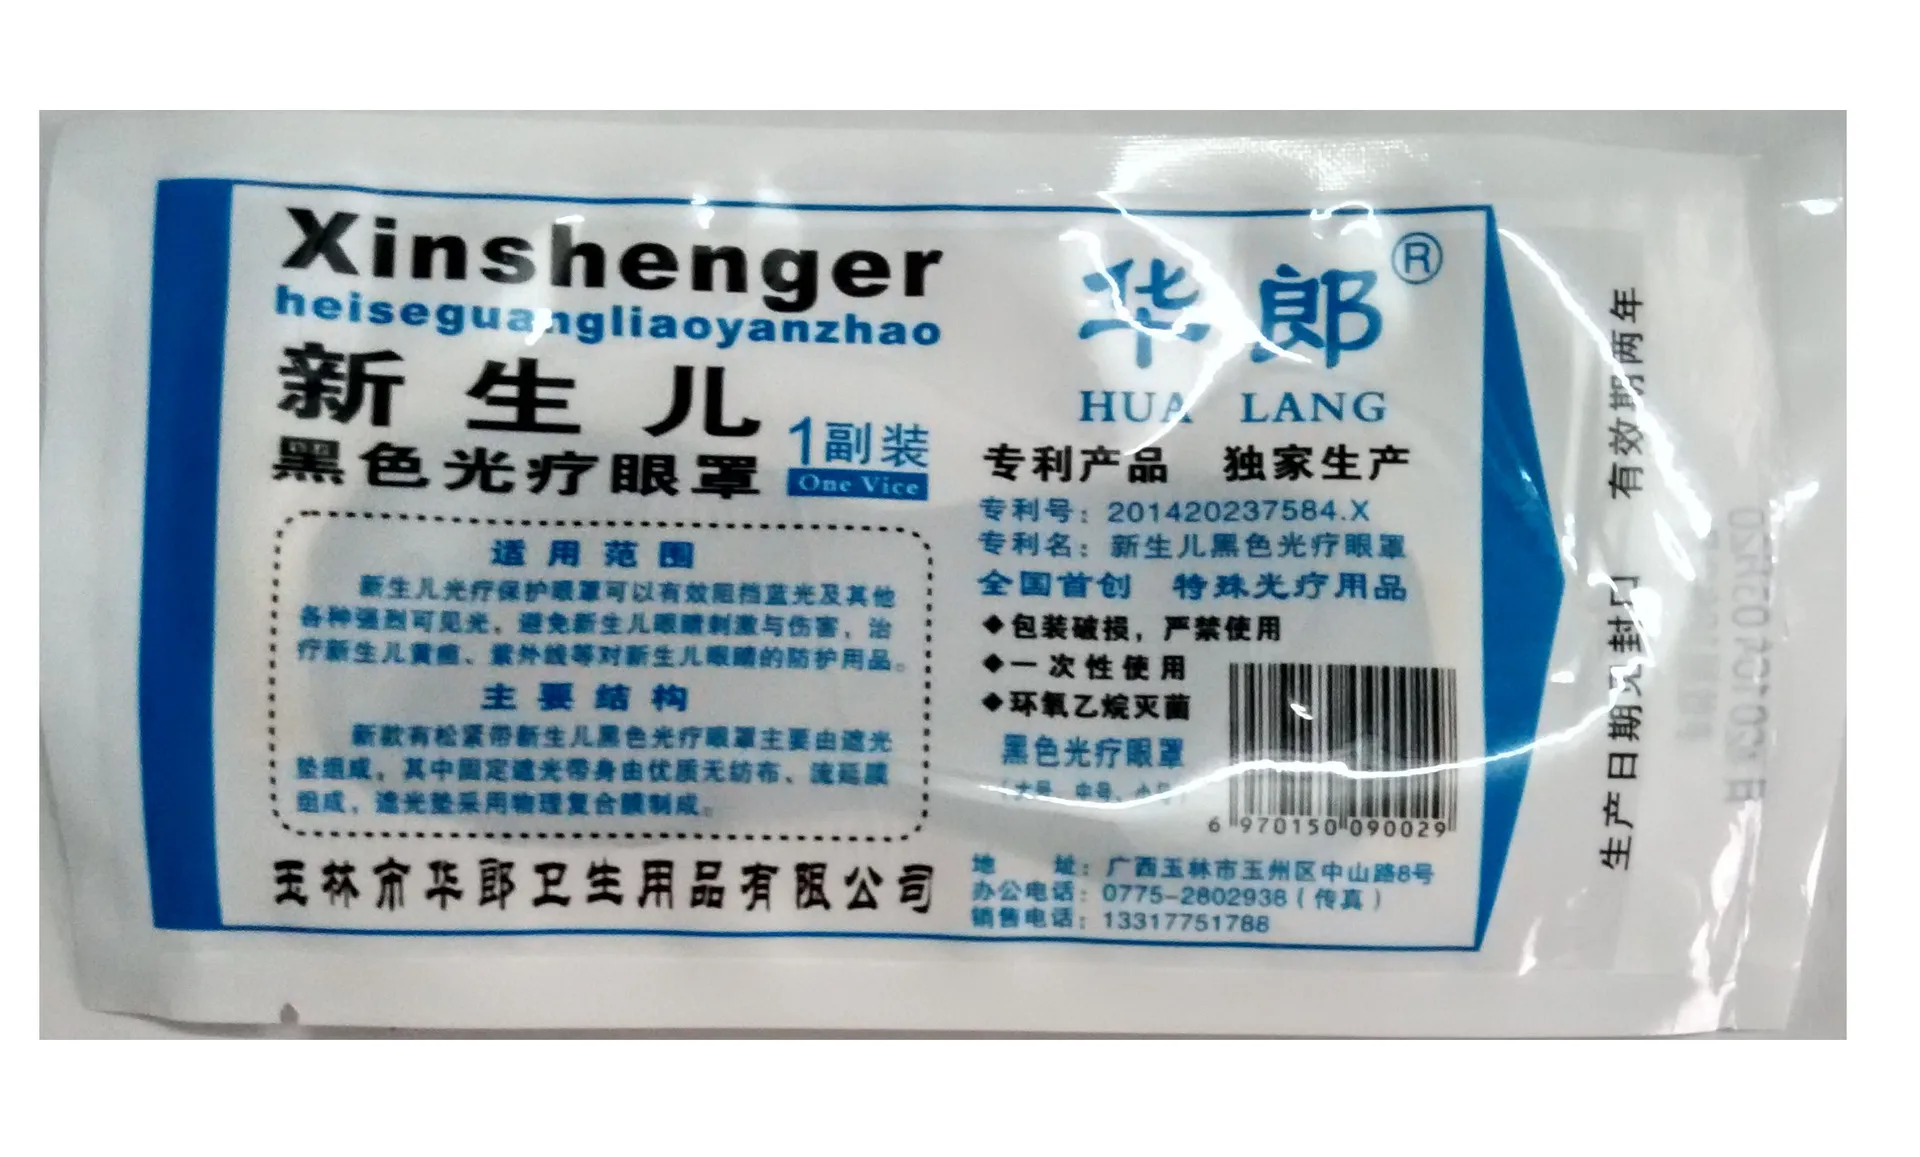 Xinshenger
heiseguangliaoyanzhao
新生儿
黑色光疗眼罩
1副装
One Vice
适用范围
新生儿光疗保护眼罩可以有效阻挡蓝光及其他
各种强烈可见光，避免新生儿眼睛刺激与伤害，治
疗新生儿黄疸、紫外线等对新生儿眼睛的防护用品。
主要结构
新款有松紧带新生儿黑色光疗眼罩主要由遮光
垫组成，其中固定遮光带身由优质无纺布、流延膜
组成，遮光垫采用物理复合膜制成。
玉林市华郎卫生用品有限公司
华郎®
HUA LANG
专利产品 独家生产
专利号：201420237584.X
专利名：新生儿黑色光疗眼罩
全国首创 特殊光疗用品
◆包装破损，严禁使用
◆一次性使用
◆环氧乙烷灭菌
黑色光疗眼罩
（大号、中号、小号）
6 970150 090029
地 址：广西玉林市玉州区中山路8号
办公电话：0775-2802938（传真）
销售电话：13317751788
生产日期见封口 有效期两年